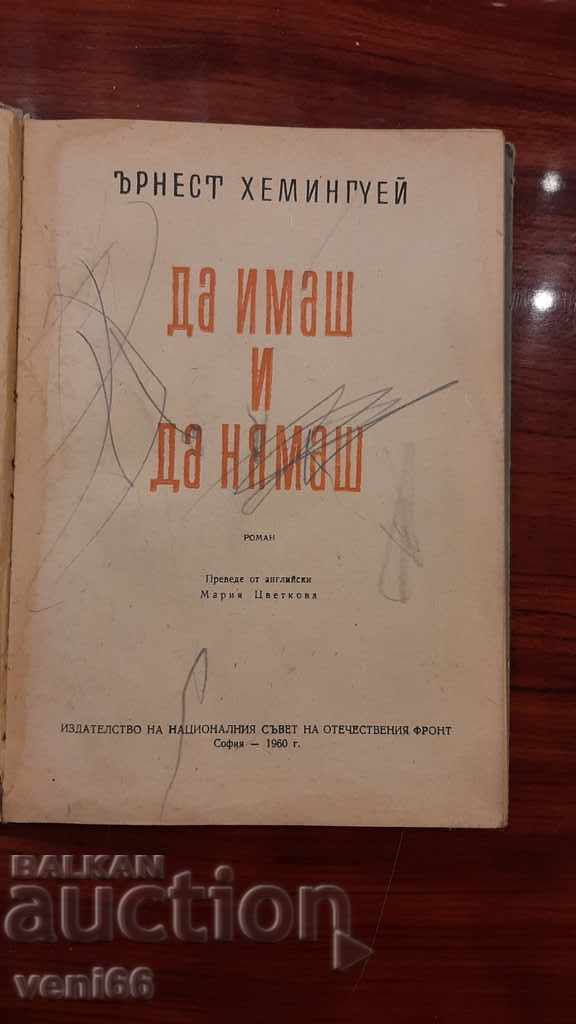 ЪРНЕСТ ХЕМИНГУЕЙ
Да имаш
и
да нямаш
РОМАН
Преведе от английски
Мария Цветкова
ИЗДАТЕЛСТВО НА НАЦИОНАЛНИЯ СЪВЕТ НА ОТЕЧЕСТВЕНИЯ ФРОНТ
София — 1960 г.
BALKAN
auction
veni66